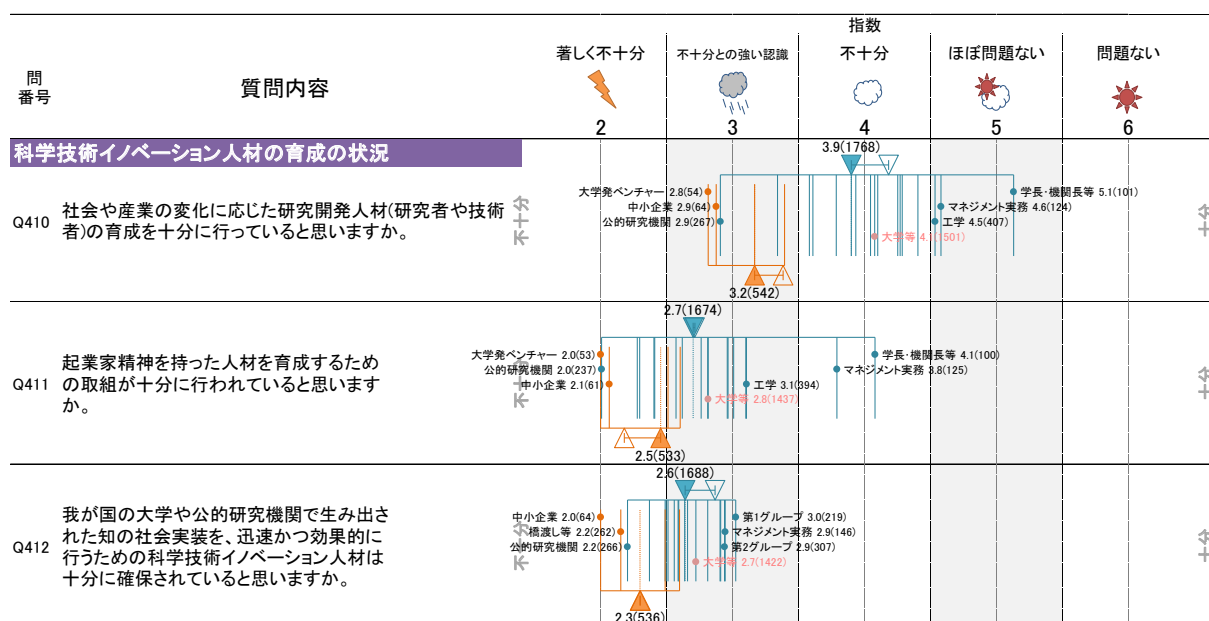 指数
問
番号
質問内容
著しく不十分
不十分との強い認識
不十分
ほぼ問題ない
問題ない
2
3
4
5
6
科学技術イノベーション人材の育成の状況
Q410
社会や産業の変化に応じた研究開発人材(研究者や技術
者)の育成を十分に行っていると思いますか。
不十分
十分
3.9(1768)
大学発ベンチャー 2.8(54)
中小企業 2.9(64)
公的研究機関 2.9(267)
学長・機関長等 5.1(101)
マネジメント実務 4.6(124)
工学 4.5(407)
大学等 4.1(1501)
3.2(542)
Q411
起業家精神を持った人材を育成するため
の取組が十分に行われていると思います
か。
不十分
十分
2.7(1674)
大学発ベンチャー 2.0(53)
公的研究機関 2.0(237)
中小企業 2.1(61)
学長・機関長等 4.1(100)
マネジメント実務 3.8(125)
工学 3.1(394)
大学等 2.8(1437)
2.5(533)
Q412
我が国の大学や公的研究機関で生み出さ
れた知の社会実装を、迅速かつ効果的に
行うための科学技術イノベーション人材は
十分に確保されていると思いますか。
不十分
十分
2.6(1688)
中小企業 2.0(64)
橋渡し等 2.2(262)
公的研究機関 2.2(266)
第1グループ 3.0(219)
マネジメント実務 2.9(146)
第2グループ 2.9(307)
大学等 2.7(1422)
2.3(536)